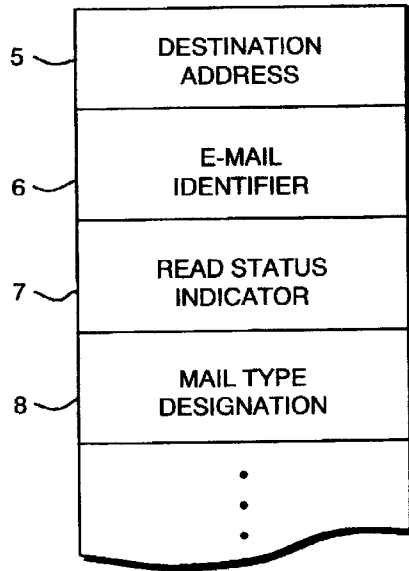 5
DESTINATION
ADDRESS
6
E-MAIL
IDENTIFIER
7
READ STATUS
INDICATOR
8
MAIL TYPE
DESIGNATION